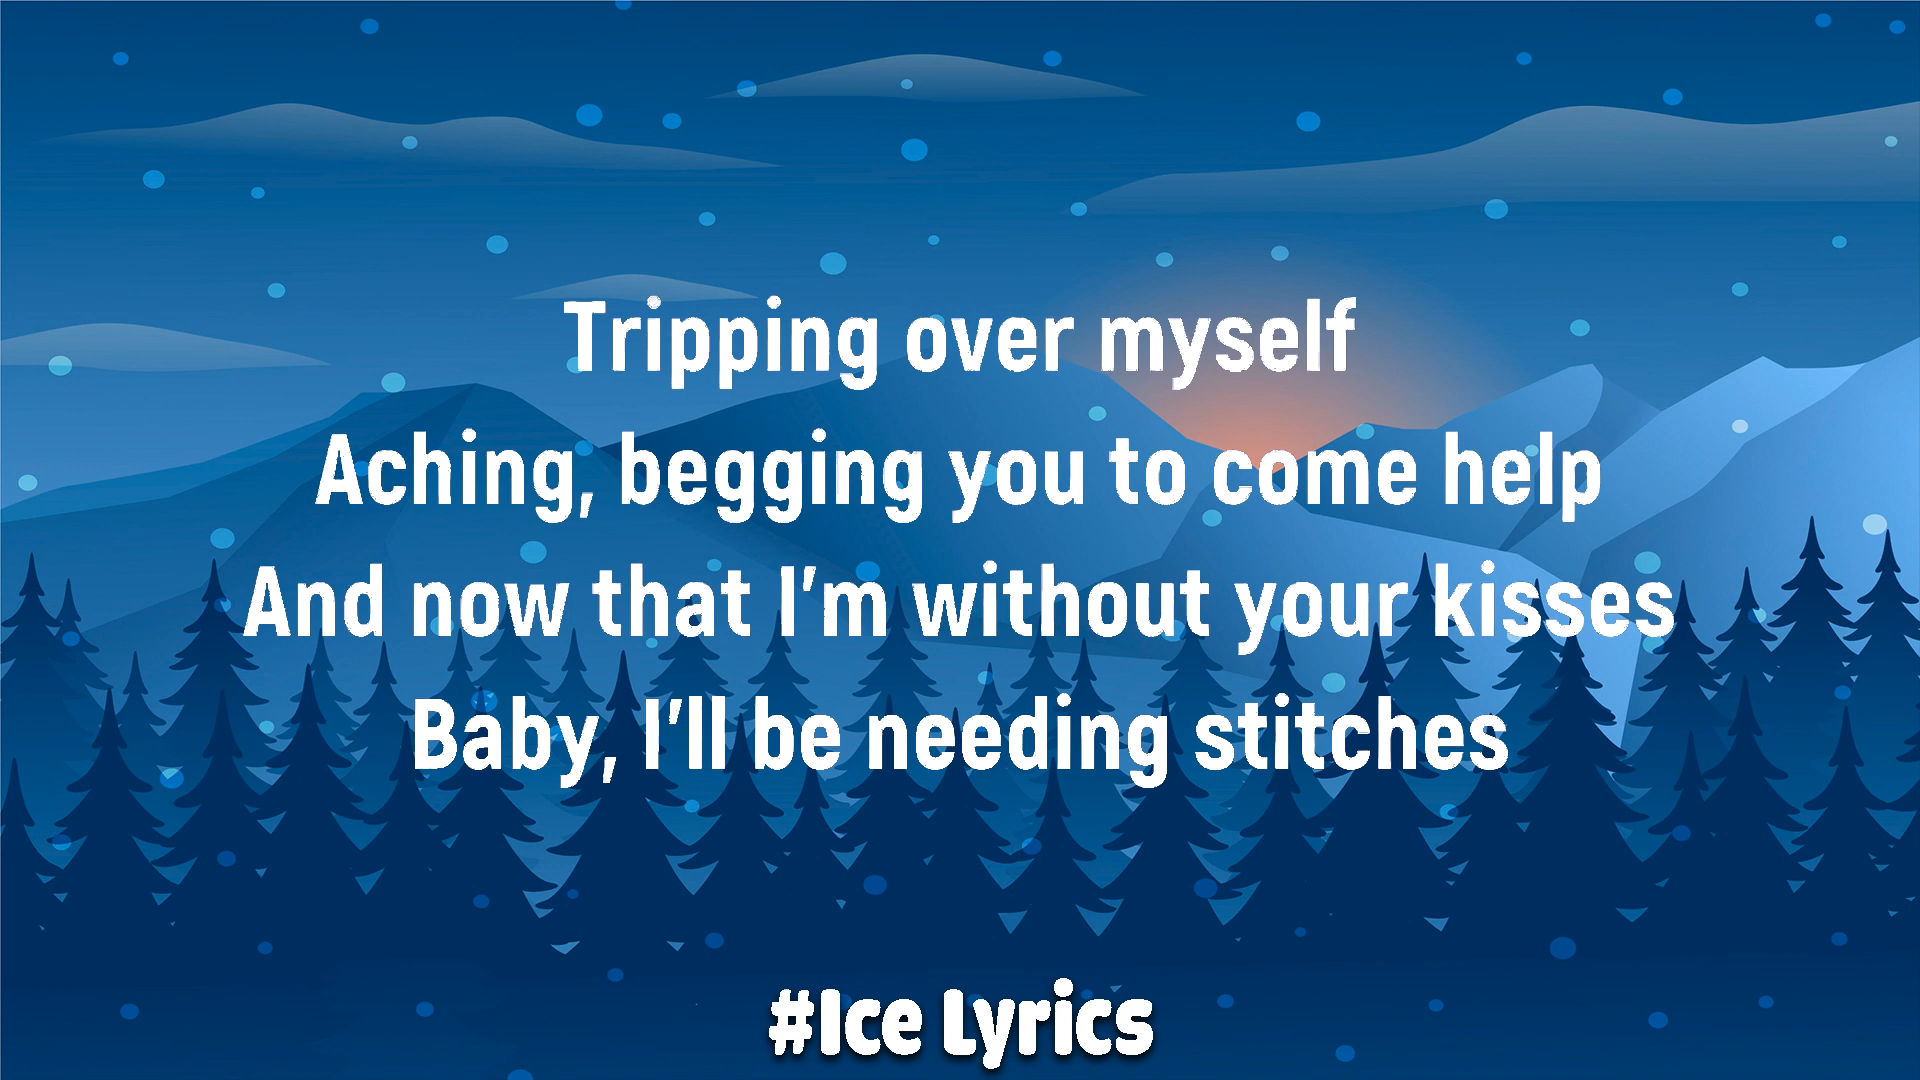 Tripping over myself
Aching, begging you to come help
And now that I'm without your kisses
Baby, I'll be needing stitches
#Ice Lyrics